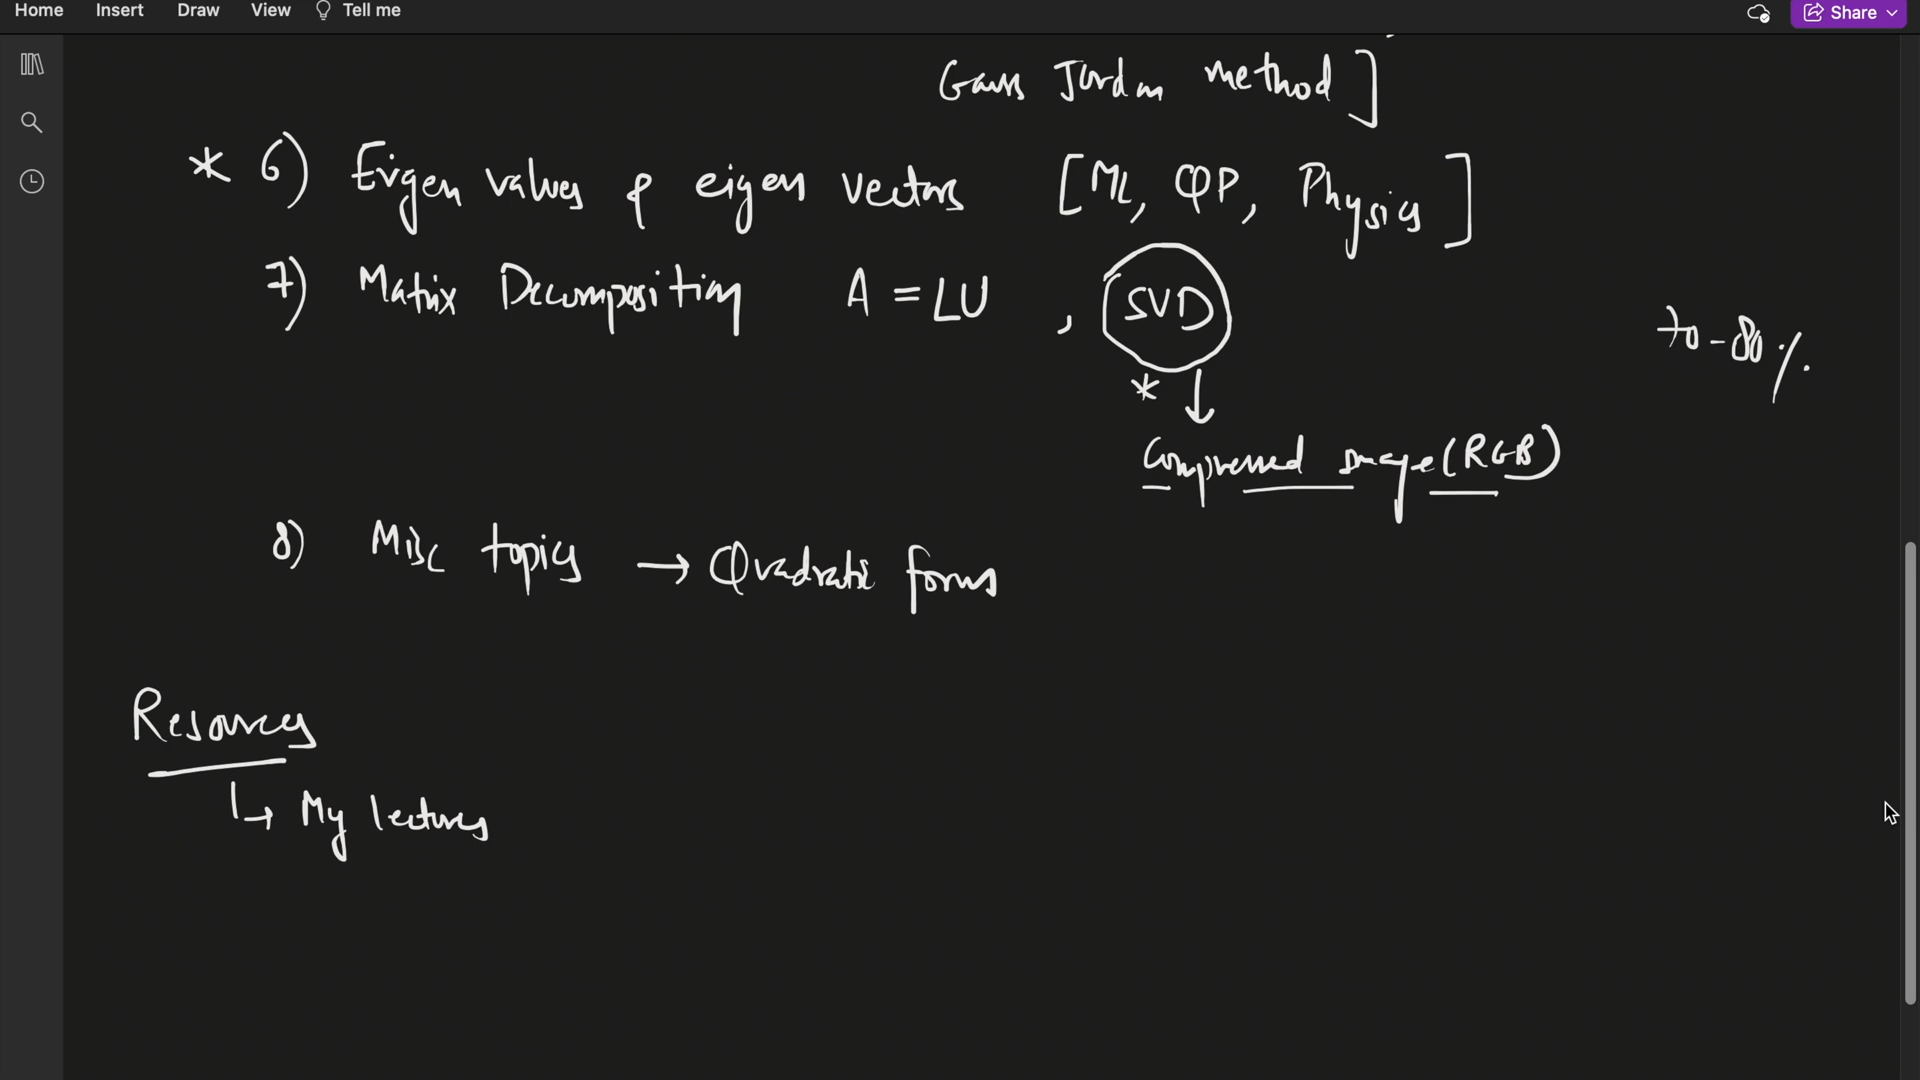 Home Insert Draw View Tell me Share
Gauss Jordan method ]
* 6) Eigen values & eigen vectors [ML, QP, Physics]
7) Matrix Decomposition A = LU , SVD
70-80%
* ↓
Compressed image (RGB)
8) Misc topics → Quadratic forms
Resources
↳ My lectures